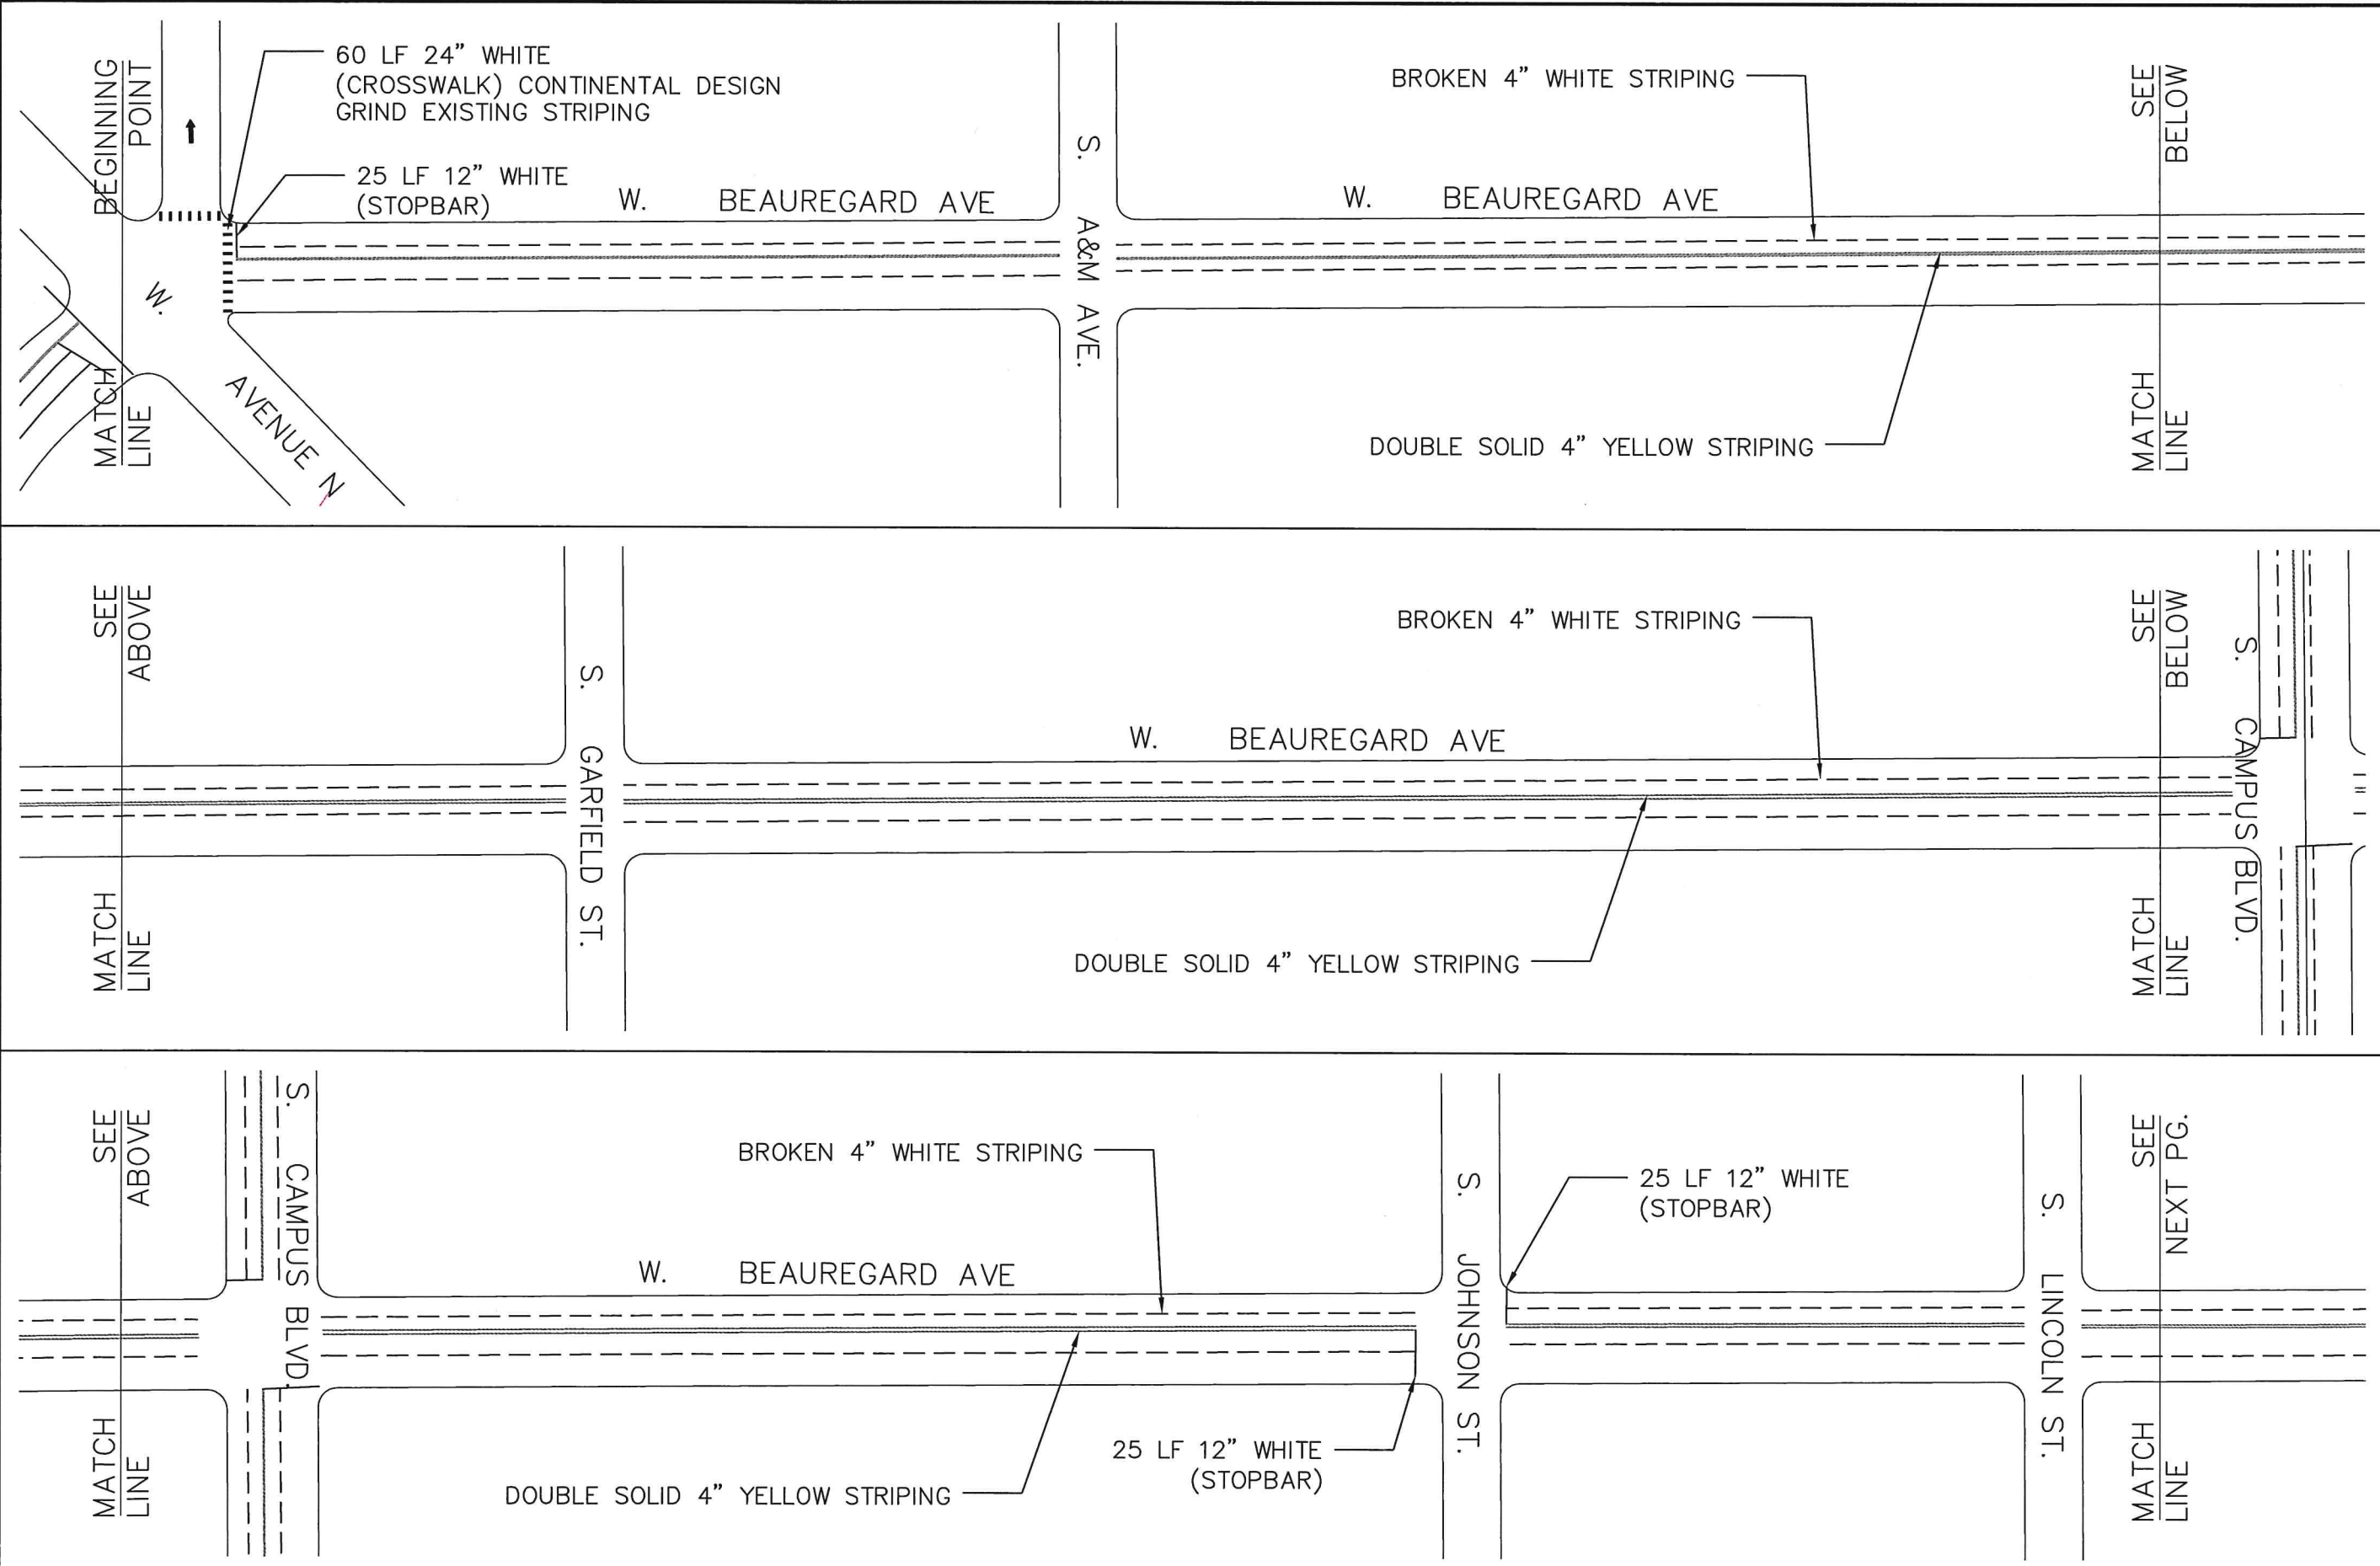 BEGINNING
POINT
60 LF 24” WHITE
(CROSSWALK) CONTINENTAL DESIGN
GRIND EXISTING STRIPING
25 LF 12” WHITE
(STOPBAR)
W. BEAUREGARD AVE
S. A&M AVE.
W. BEAUREGARD AVE
BROKEN 4” WHITE STRIPING
SEE
BELOW
W. AVENUE N
MATCH
LINE
DOUBLE SOLID 4” YELLOW STRIPING
MATCH
LINE
SEE
ABOVE
MATCH
LINE
S. GARFIELD ST.
W. BEAUREGARD AVE
BROKEN 4” WHITE STRIPING
DOUBLE SOLID 4” YELLOW STRIPING
SEE
BELOW
MATCH
LINE
S. CAMPUS BLVD.
SEE
ABOVE
MATCH
LINE
S. CAMPUS BLVD.
W. BEAUREGARD AVE
BROKEN 4” WHITE STRIPING
DOUBLE SOLID 4” YELLOW STRIPING
25 LF 12” WHITE
(STOPBAR)
S. JOHNSON ST.
25 LF 12” WHITE
(STOPBAR)
S. LINCOLN ST.
SEE
NEXT PG.
MATCH
LINE